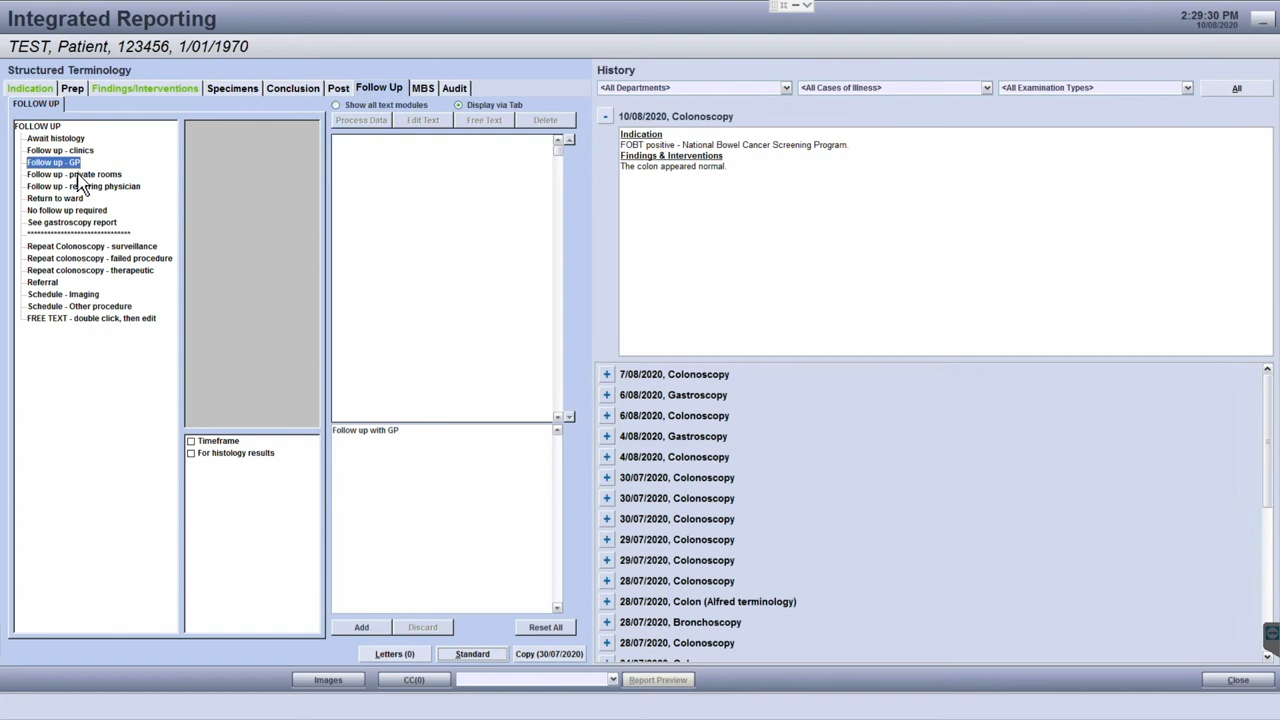 Integrated Reporting
2:29:30 PM
10/08/2020
TEST, Patient, 123456, 1/01/1970
Structured Terminology
Indication Prep Findings/Interventions Specimens Conclusion Post Follow Up MBS Audit
FOLLOW UP
Show all text modules Display via Tab
Process Data Edit Text Free Text Delete
FOLLOW UP
Await histology
Follow up - clinics
Follow up - GP
Follow up - private rooms
Follow up - physician
Return to ward
No follow up required
See gastroscopy report
******************************
Repeat Colonoscopy - surveillance
Repeat colonoscopy - failed procedure
Repeat colonoscopy - therapeutic
Referral
Schedule - Imaging
Schedule - Other procedure
FREE TEXT - double click, then edit
Timeframe
For histology results
Follow up with GP
Add Discard Reset All
Letters (0) Standard Copy (30/07/2020)
History
<All Departments> <All Cases of Illness> <All Examination Types> All
- 10/08/2020, Colonoscopy
Indication
FOBT positive - National Bowel Cancer Screening Program.
Findings & Interventions
The colon appeared normal.
+ 7/08/2020, Colonoscopy
+ 6/08/2020, Gastroscopy
+ 6/08/2020, Colonoscopy
+ 4/08/2020, Gastroscopy
+ 4/08/2020, Colonoscopy
+ 30/07/2020, Colonoscopy
+ 30/07/2020, Colonoscopy
+ 30/07/2020, Colonoscopy
+ 29/07/2020, Colonoscopy
+ 29/07/2020, Colonoscopy
+ 28/07/2020, Colonoscopy
+ 28/07/2020, Colon (Alfred terminology)
+ 28/07/2020, Bronchoscopy
+ 28/07/2020, Colonoscopy
Images CC(0) Report Preview Close